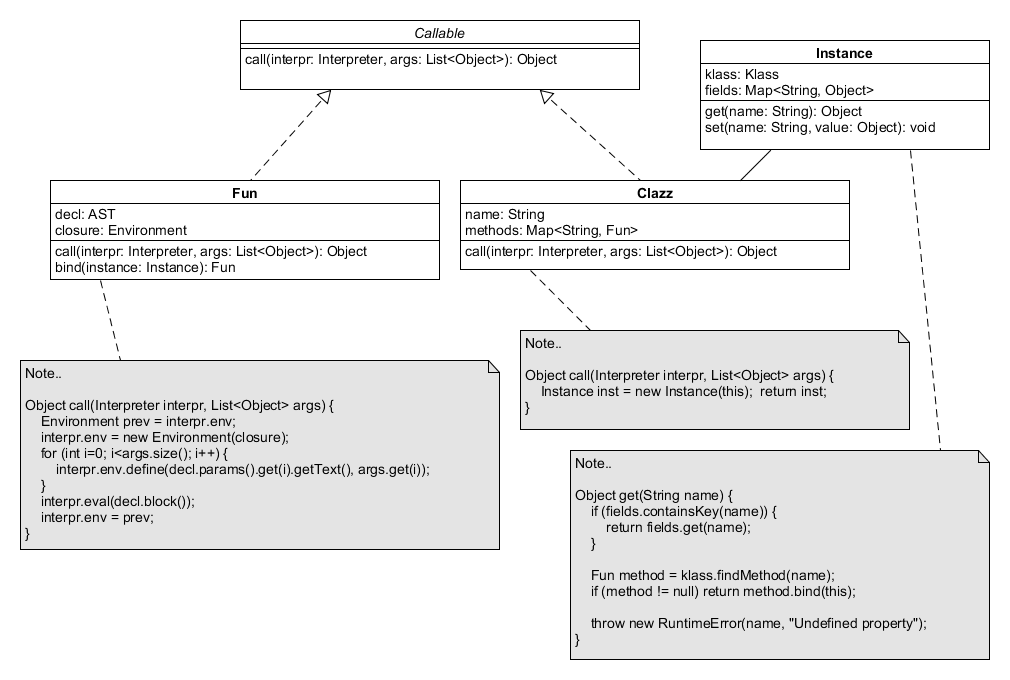 Callable
call(interpr: Interpreter, args: List<Object>): Object
Instance
klass: Klass
fields: Map<String, Object>
get(name: String): Object
set(name: String, value: Object): void
Fun
decl: AST
closure: Environment
call(interpr: Interpreter, args: List<Object>): Object
bind(instance: Instance): Fun
Clazz
name: String
methods: Map<String, Fun>
call(interpr: Interpreter, args: List<Object>): Object
Note..
Object call(Interpreter interpr, List<Object> args) {
    Environment prev = interpr.env;
    interpr.env = new Environment(closure);
    for (int i=0; i<args.size(); i++) {
        interpr.env.define(decl.params().get(i).getText(), args.get(i));
    }
    interpr.eval(decl.block());
    interpr.env = prev;
}
Note..
Object call(Interpreter interpr, List<Object> args) {
    Instance inst = new Instance(this);  return inst;
}
Note..
Object get(String name) {
    if (fields.containsKey(name)) {
        return fields.get(name);
    }
    Fun method = klass.findMethod(name);
    if (method != null) return method.bind(this);
    throw new RuntimeError(name, "Undefined property");
}